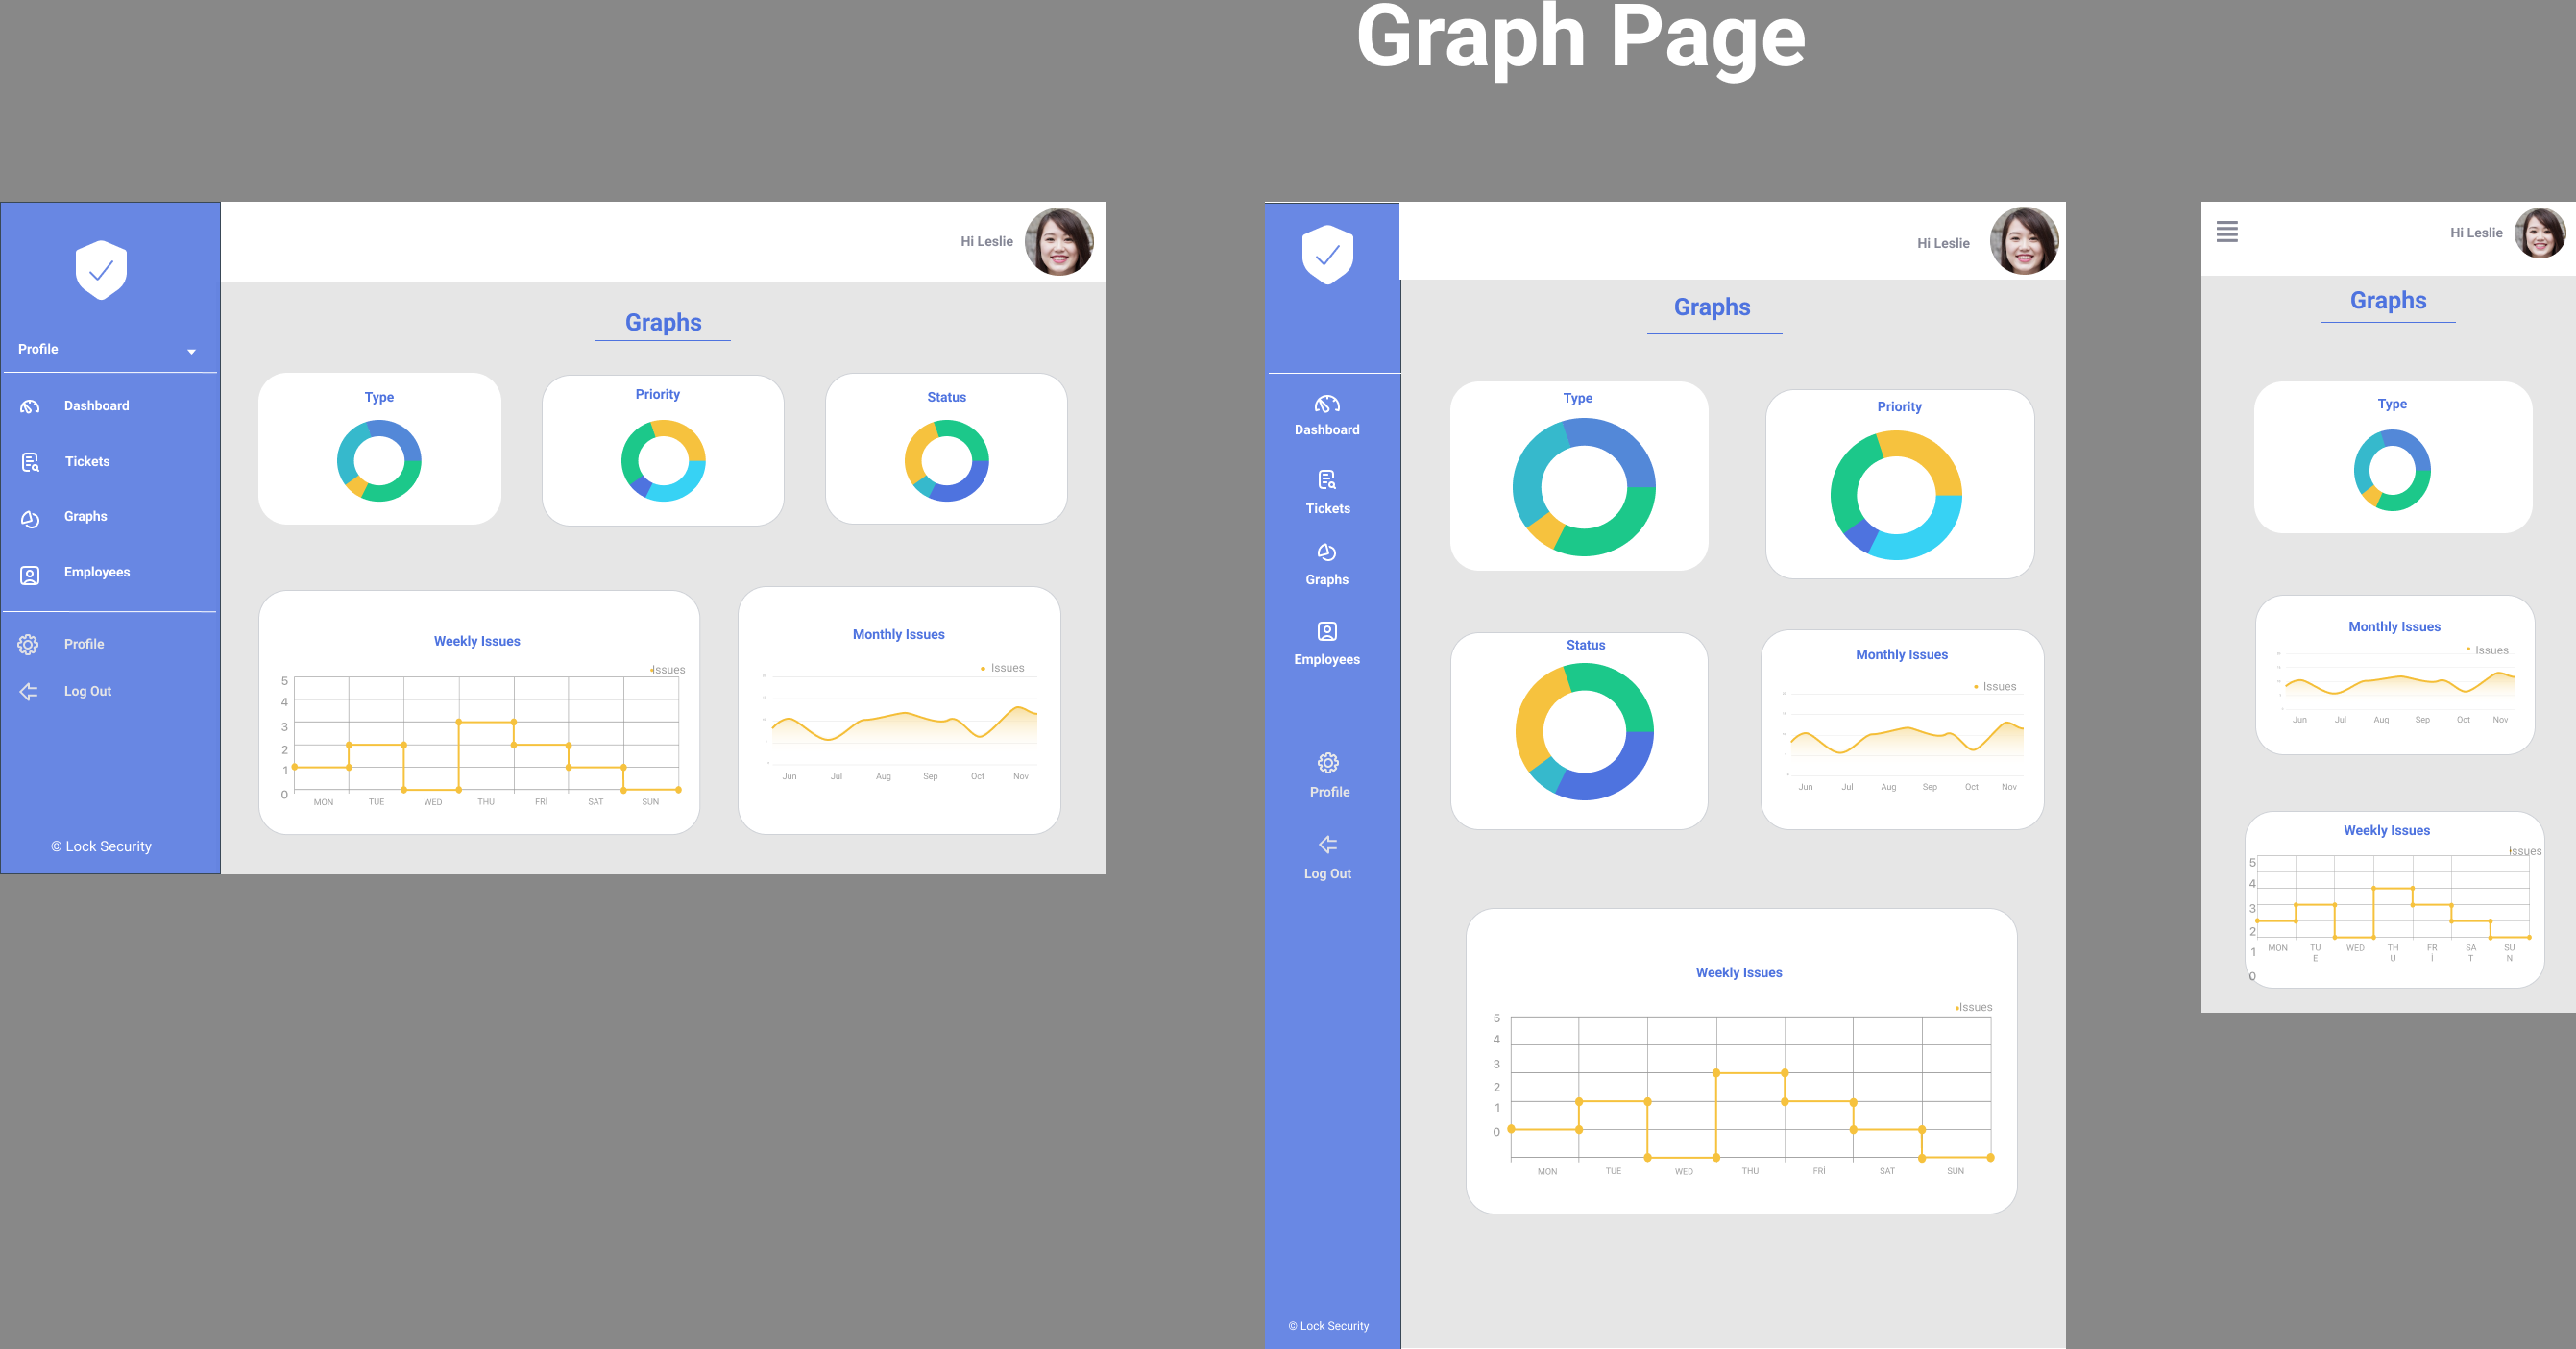 Graph Page
Hi Leslie
Profile
Dashboard
Tickets
Graphs
Employees
Profile
Log Out
© Lock Security
Graphs
Type
Priority
Status
Weekly Issues
Issues
5
4
3
2
1
0
MON TUE WED THU FRİ SAT SUN
Monthly Issues
Issues
Jun Jul Aug Sep Oct Nov
Hi Leslie
Dashboard
Tickets
Graphs
Employees
Profile
Log Out
© Lock Security
Graphs
Type
Priority
Status
Monthly Issues
Issues
Jun Jul Aug Sep Oct Nov
Weekly Issues
Issues
5
4
3
2
1
0
MON TUE WED THU FRİ SAT SUN
Hi Leslie
Graphs
Type
Monthly Issues
Issues
Jun Jul Aug Sep Oct Nov
Weekly Issues
Issues
5
4
3
2
1
0
MON TU WED TH FR SA SU
E U İ T N